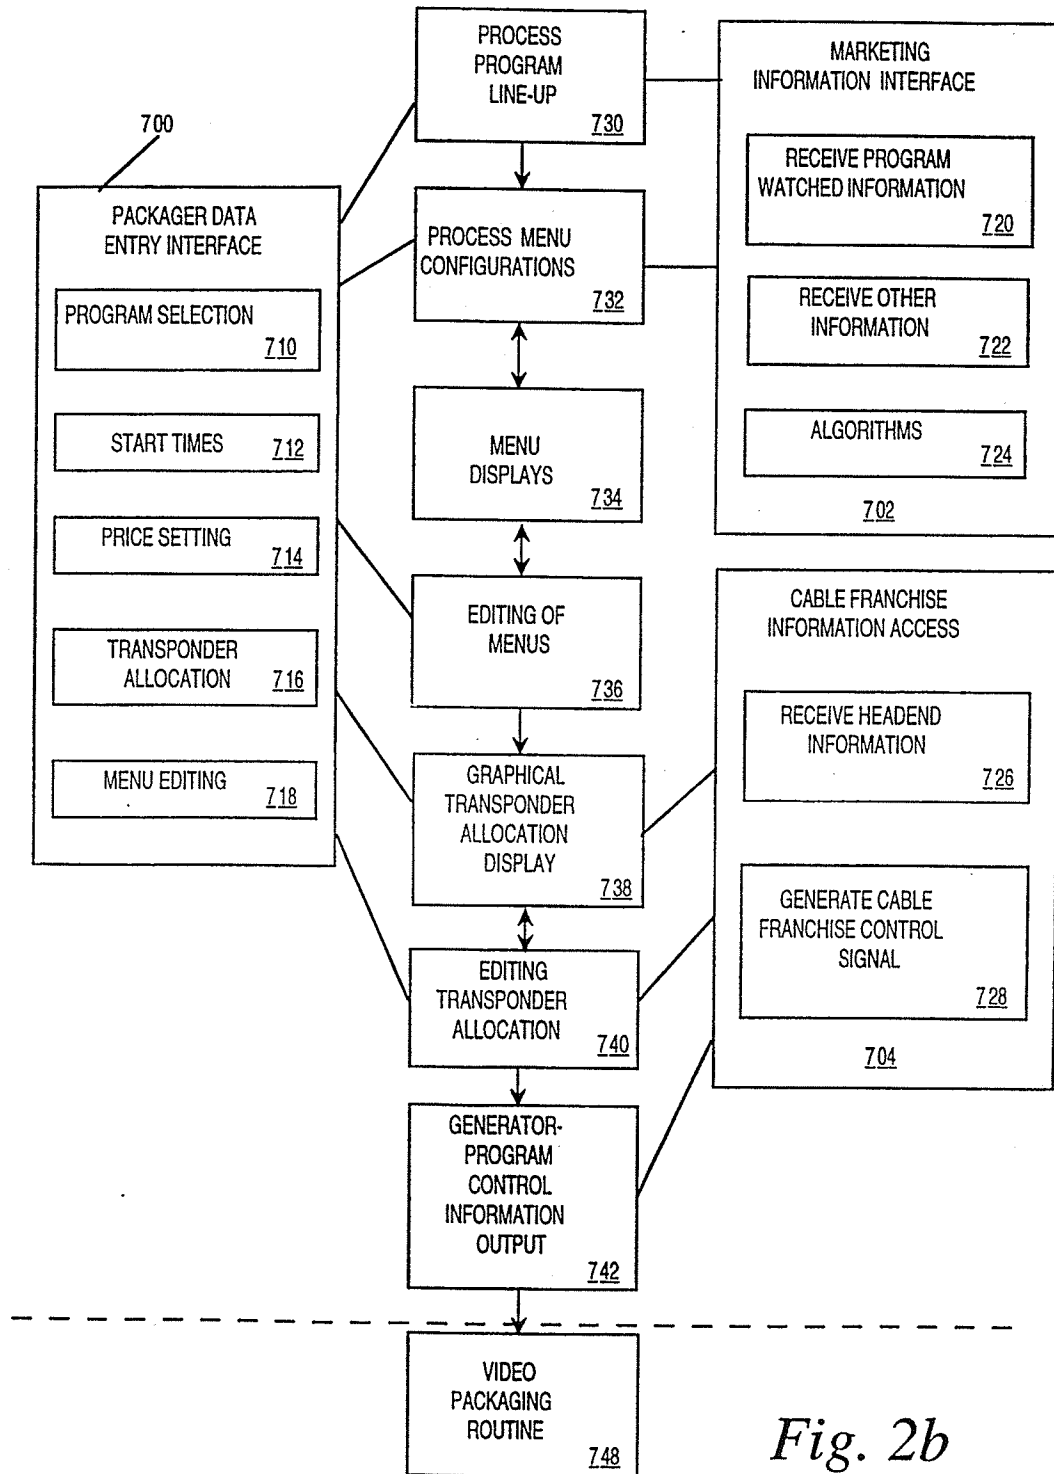 PROCESS
PROGRAM
LINE-UP
730
MARKETING
INFORMATION INTERFACE
RECEIVE PROGRAM
WATCHED INFORMATION
720
RECEIVE OTHER
INFORMATION
722
ALGORITHMS
724
702
700
PACKAGER DATA
ENTRY INTERFACE
PROGRAM SELECTION
710
START TIMES
712
PRICE SETTING
714
TRANSPONDER
ALLOCATION
716
MENU EDITING
718
PROCESS MENU
CONFIGURATIONS
732
MENU
DISPLAYS
734
EDITING OF
MENUS
736
GRAPHICAL
TRANSPONDER
ALLOCATION
DISPLAY
738
EDITING
TRANSPONDER
ALLOCATION
740
CABLE FRANCHISE
INFORMATION ACCESS
RECEIVE HEADEND
INFORMATION
726
GENERATE CABLE
FRANCHISE CONTROL
SIGNAL
728
704
GENERATOR-
PROGRAM
CONTROL
INFORMATION
OUTPUT
742
VIDEO
PACKAGING
ROUTINE
748
Fig. 2b